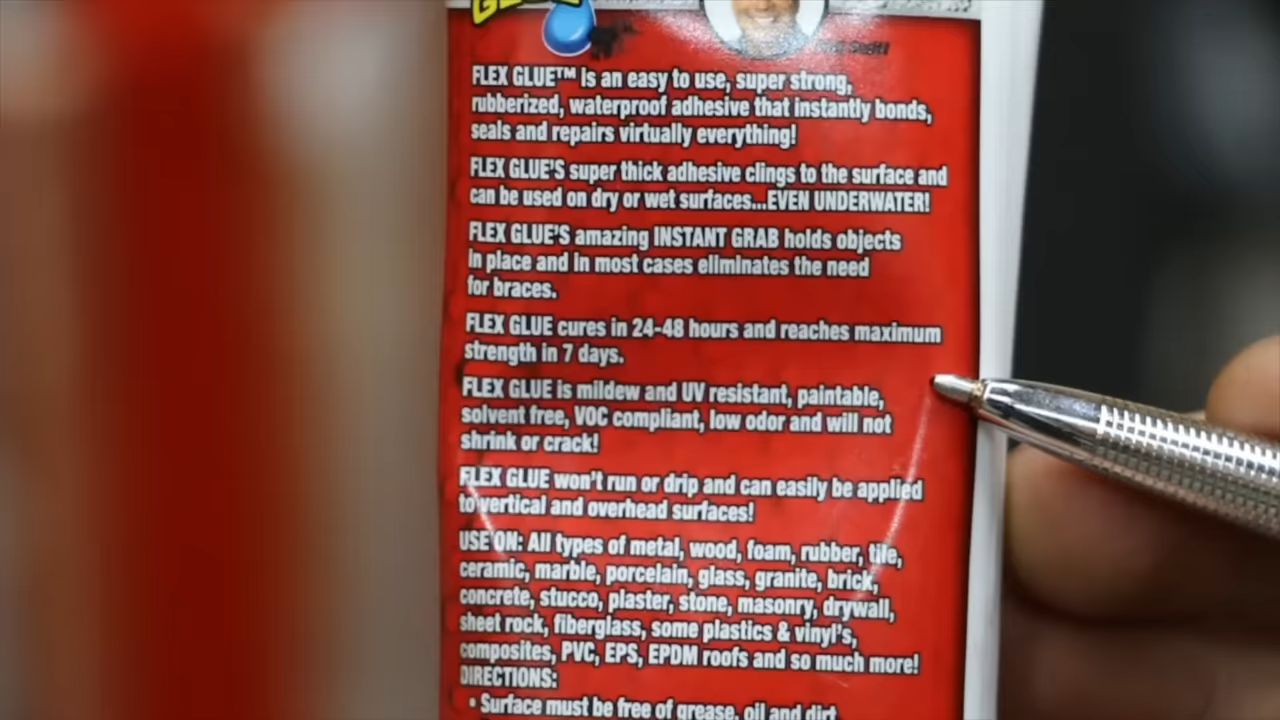 FLEX GLUE™ is an easy to use, super strong,
rubberized, waterproof adhesive that instantly bonds,
seals and repairs virtually everything!
FLEX GLUE'S super thick adhesive clings to the surface and
can be used on dry or wet surfaces...EVEN UNDERWATER!
FLEX GLUE'S amazing INSTANT GRAB holds objects
in place and in most cases eliminates the need
for braces.
FLEX GLUE cures in 24-48 hours and reaches maximum
strength in 7 days.
FLEX GLUE is mildew and UV resistant, paintable,
solvent free, VOC compliant, low odor and will not
shrink or crack!
FLEX GLUE won't run or drip and can easily be applied
to vertical and overhead surfaces!
USE ON: All types of metal, wood, foam, rubber, tile,
ceramic, marble, porcelain, glass, granite, brick,
concrete, stucco, plaster, stone, masonry, drywall,
sheet rock, fiberglass, some plastics & vinyl's,
composites, PVC, EPS, EPDM roofs and so much more!
DIRECTIONS:
• Surface must be free of grease, oil and dirt